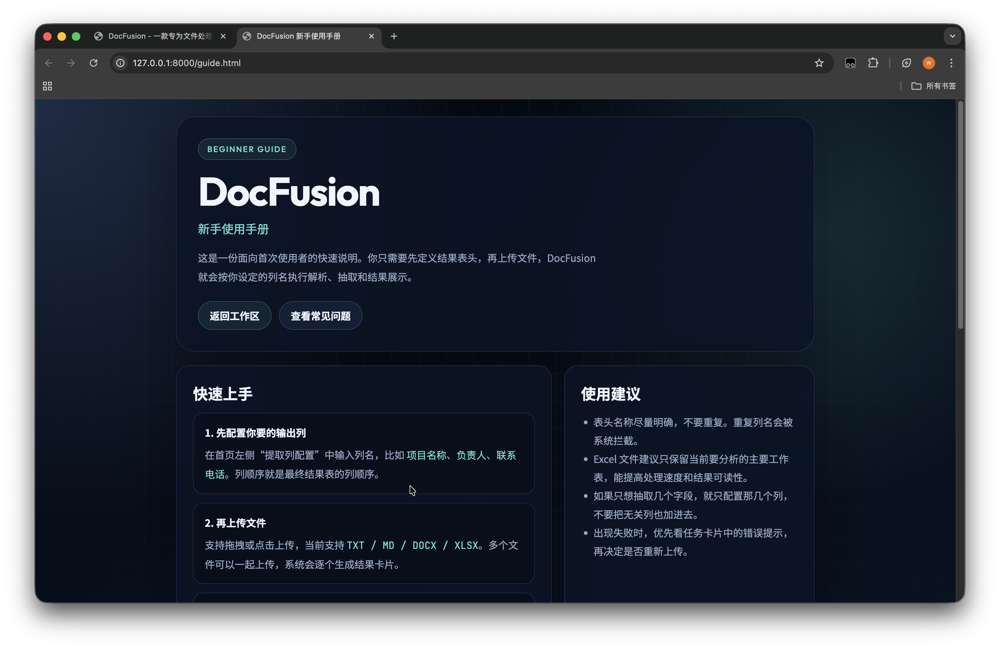 DocFusion - 一款专为文件处理
DocFusion 新手使用手册
127.0.0.1:8000/guide.html
W
所有书签
BEGINNER GUIDE
DocFusion
新手使用手册
这是一份面向首次使用者的快速说明。你只需要先定义结果表头，再上传文件，DocFusion
就会按你设定的列名执行解析、抽取和结果展示。
返回工作区
查看常见问题
快速上手
1. 先配置你要的输出列
在首页左侧“提取列配置”中输入列名，比如 项目名称、负责人、联系
电话。列顺序就是最终结果表的列顺序。
2. 再上传文件
支持拖拽或点击上传，当前支持 TXT / MD / DOCX / XLSX。多个文
件可以一起上传，系统会逐个生成结果卡片。
使用建议
• 表头名称尽量明确，不要重复。重复列名会被
系统拦截。
• Excel 文件建议只保留当前要分析的主要工作
表，能提高处理速度和结果可读性。
• 如果只想抽取几个字段，就只配置那几个列，
不要把无关列也加进去。
• 出现失败时，优先看任务卡片中的错误提示，
再决定是否重新上传。